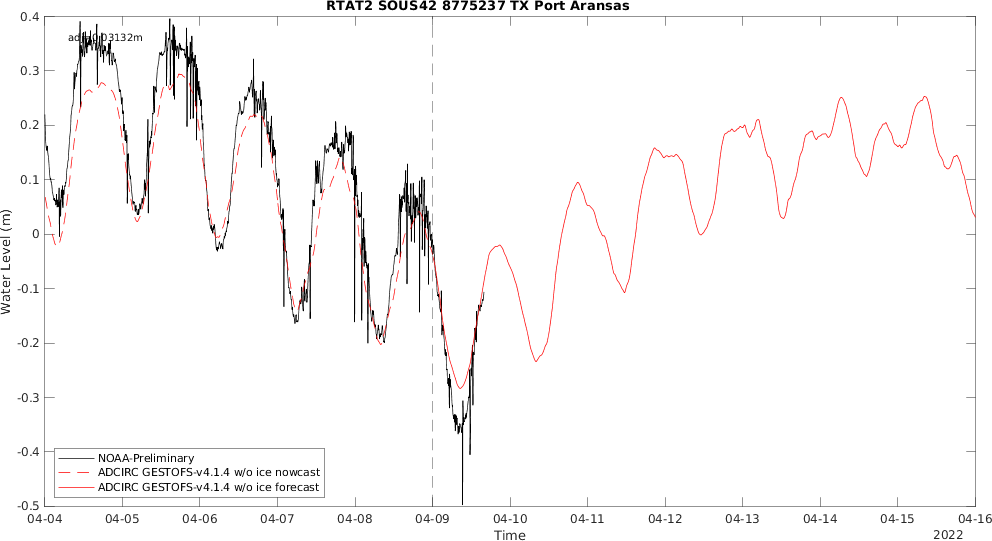 RTAT2 SOUS42 8775237 TX Port Aransas
0.4
0.3
0.2
0.1
0
-0.1
-0.2
-0.3
-0.4
-0.5
Water Level (m)
NOAA-Preliminary
ADCIRC GESTOFS-v4.1.4 w/o ice nowcast
ADCIRC GESTOFS-v4.1.4 w/o ice forecast
04-04 04-05 04-06 04-07 04-08 04-09 04-10 04-11 04-12 04-13 04-14 04-15 04-16
Time
2022